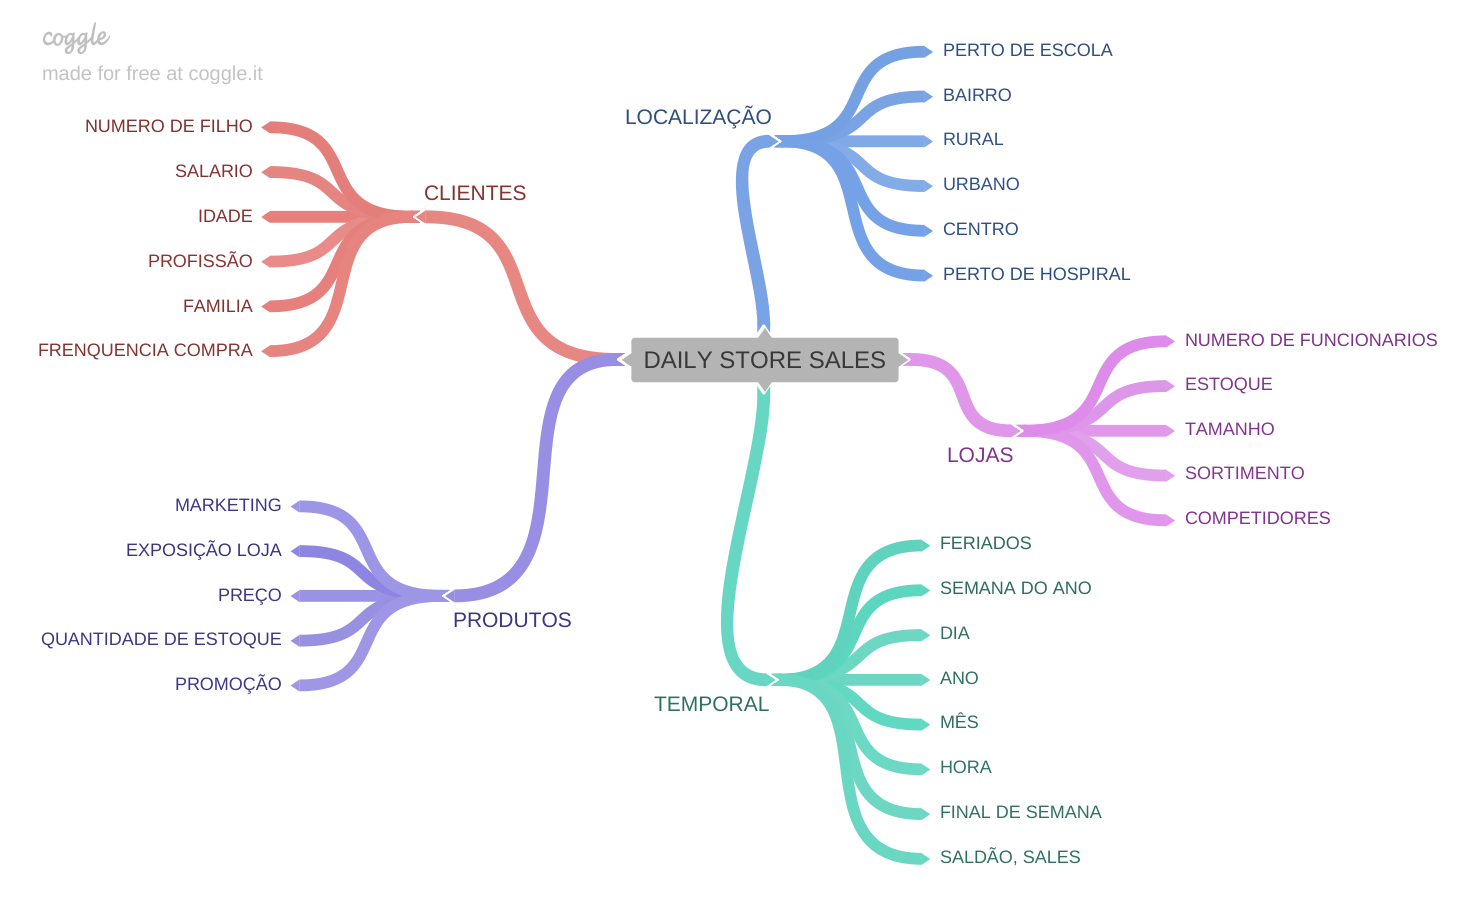 coggle
made for free at coggle.it
CLIENTES
NUMERO DE FILHO
SALARIO
IDADE
PROFISSÃO
FAMILIA
FRENQUENCIA COMPRA
LOCALIZAÇÃO
PERTO DE ESCOLA
BAIRRO
RURAL
URBANO
CENTRO
PERTO DE HOSPIRAL
DAILY STORE SALES
LOJAS
NUMERO DE FUNCIONARIOS
ESTOQUE
TAMANHO
SORTIMENTO
COMPETIDORES
PRODUTOS
MARKETING
EXPOSIÇÃO LOJA
PREÇO
QUANTIDADE DE ESTOQUE
PROMOÇÃO
TEMPORAL
FERIADOS
SEMANA DO ANO
DIA
ANO
MÊS
HORA
FINAL DE SEMANA
SALDÃO, SALES